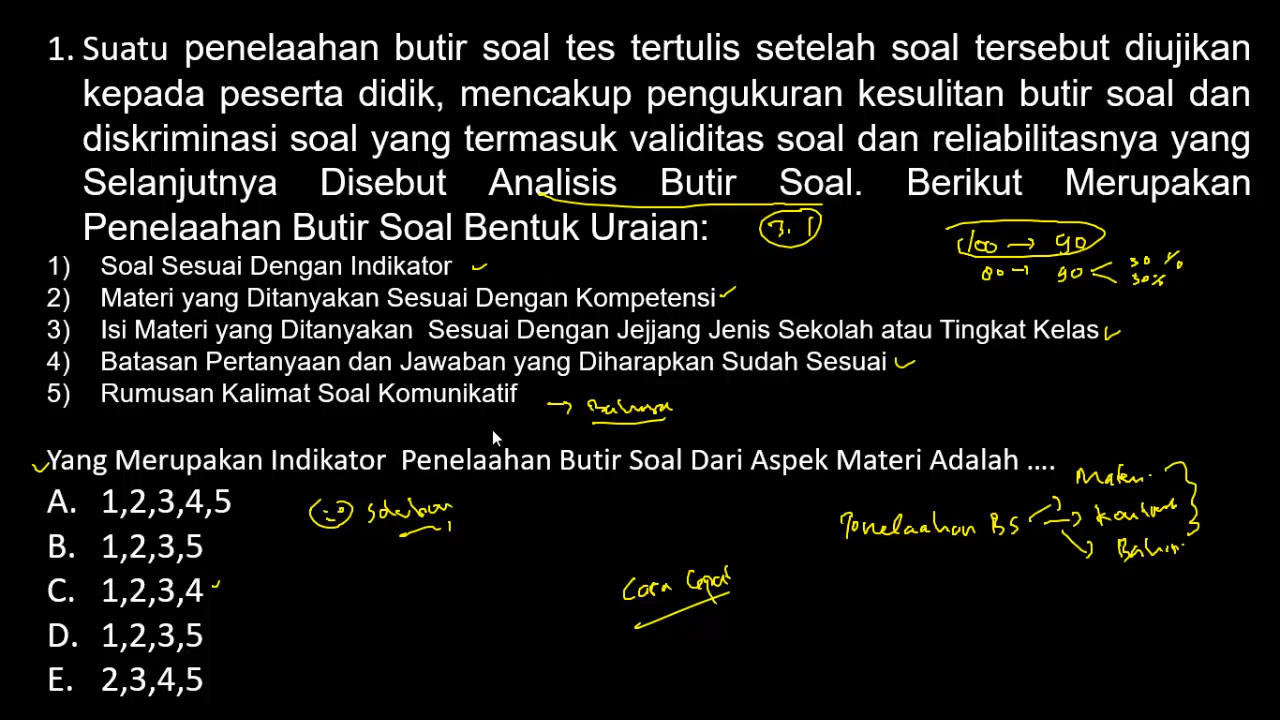 1. Suatu penelaahan butir soal tes tertulis setelah soal tersebut diujikan
kepada peserta didik, mencakup pengukuran kesulitan butir soal dan
diskriminasi soal yang termasuk validitas soal dan reliabilitasnya yang
Selanjutnya Disebut Analisis Butir Soal. Berikut Merupakan
Penelaahan Butir Soal Bentuk Uraian:
3.1
100 → 90
80 → 90
30 %
30%
1) Soal Sesuai Dengan Indikator
2) Materi yang Ditanyakan Sesuai Dengan Kompetensi
3) Isi Materi yang Ditanyakan Sesuai Dengan Jejjang Jenis Sekolah atau Tingkat Kelas
4) Batasan Pertanyaan dan Jawaban yang Diharapkan Sudah Sesuai
5) Rumusan Kalimat Soal Komunikatif
→ Bahasa
Yang Merupakan Indikator Penelaahan Butir Soal Dari Aspek Materi Adalah ....
A. 1,2,3,4,5
B. 1,2,3,5
C. 1,2,3,4
D. 1,2,3,5
E. 2,3,4,5
Penelaahan BS
Cara Cepat